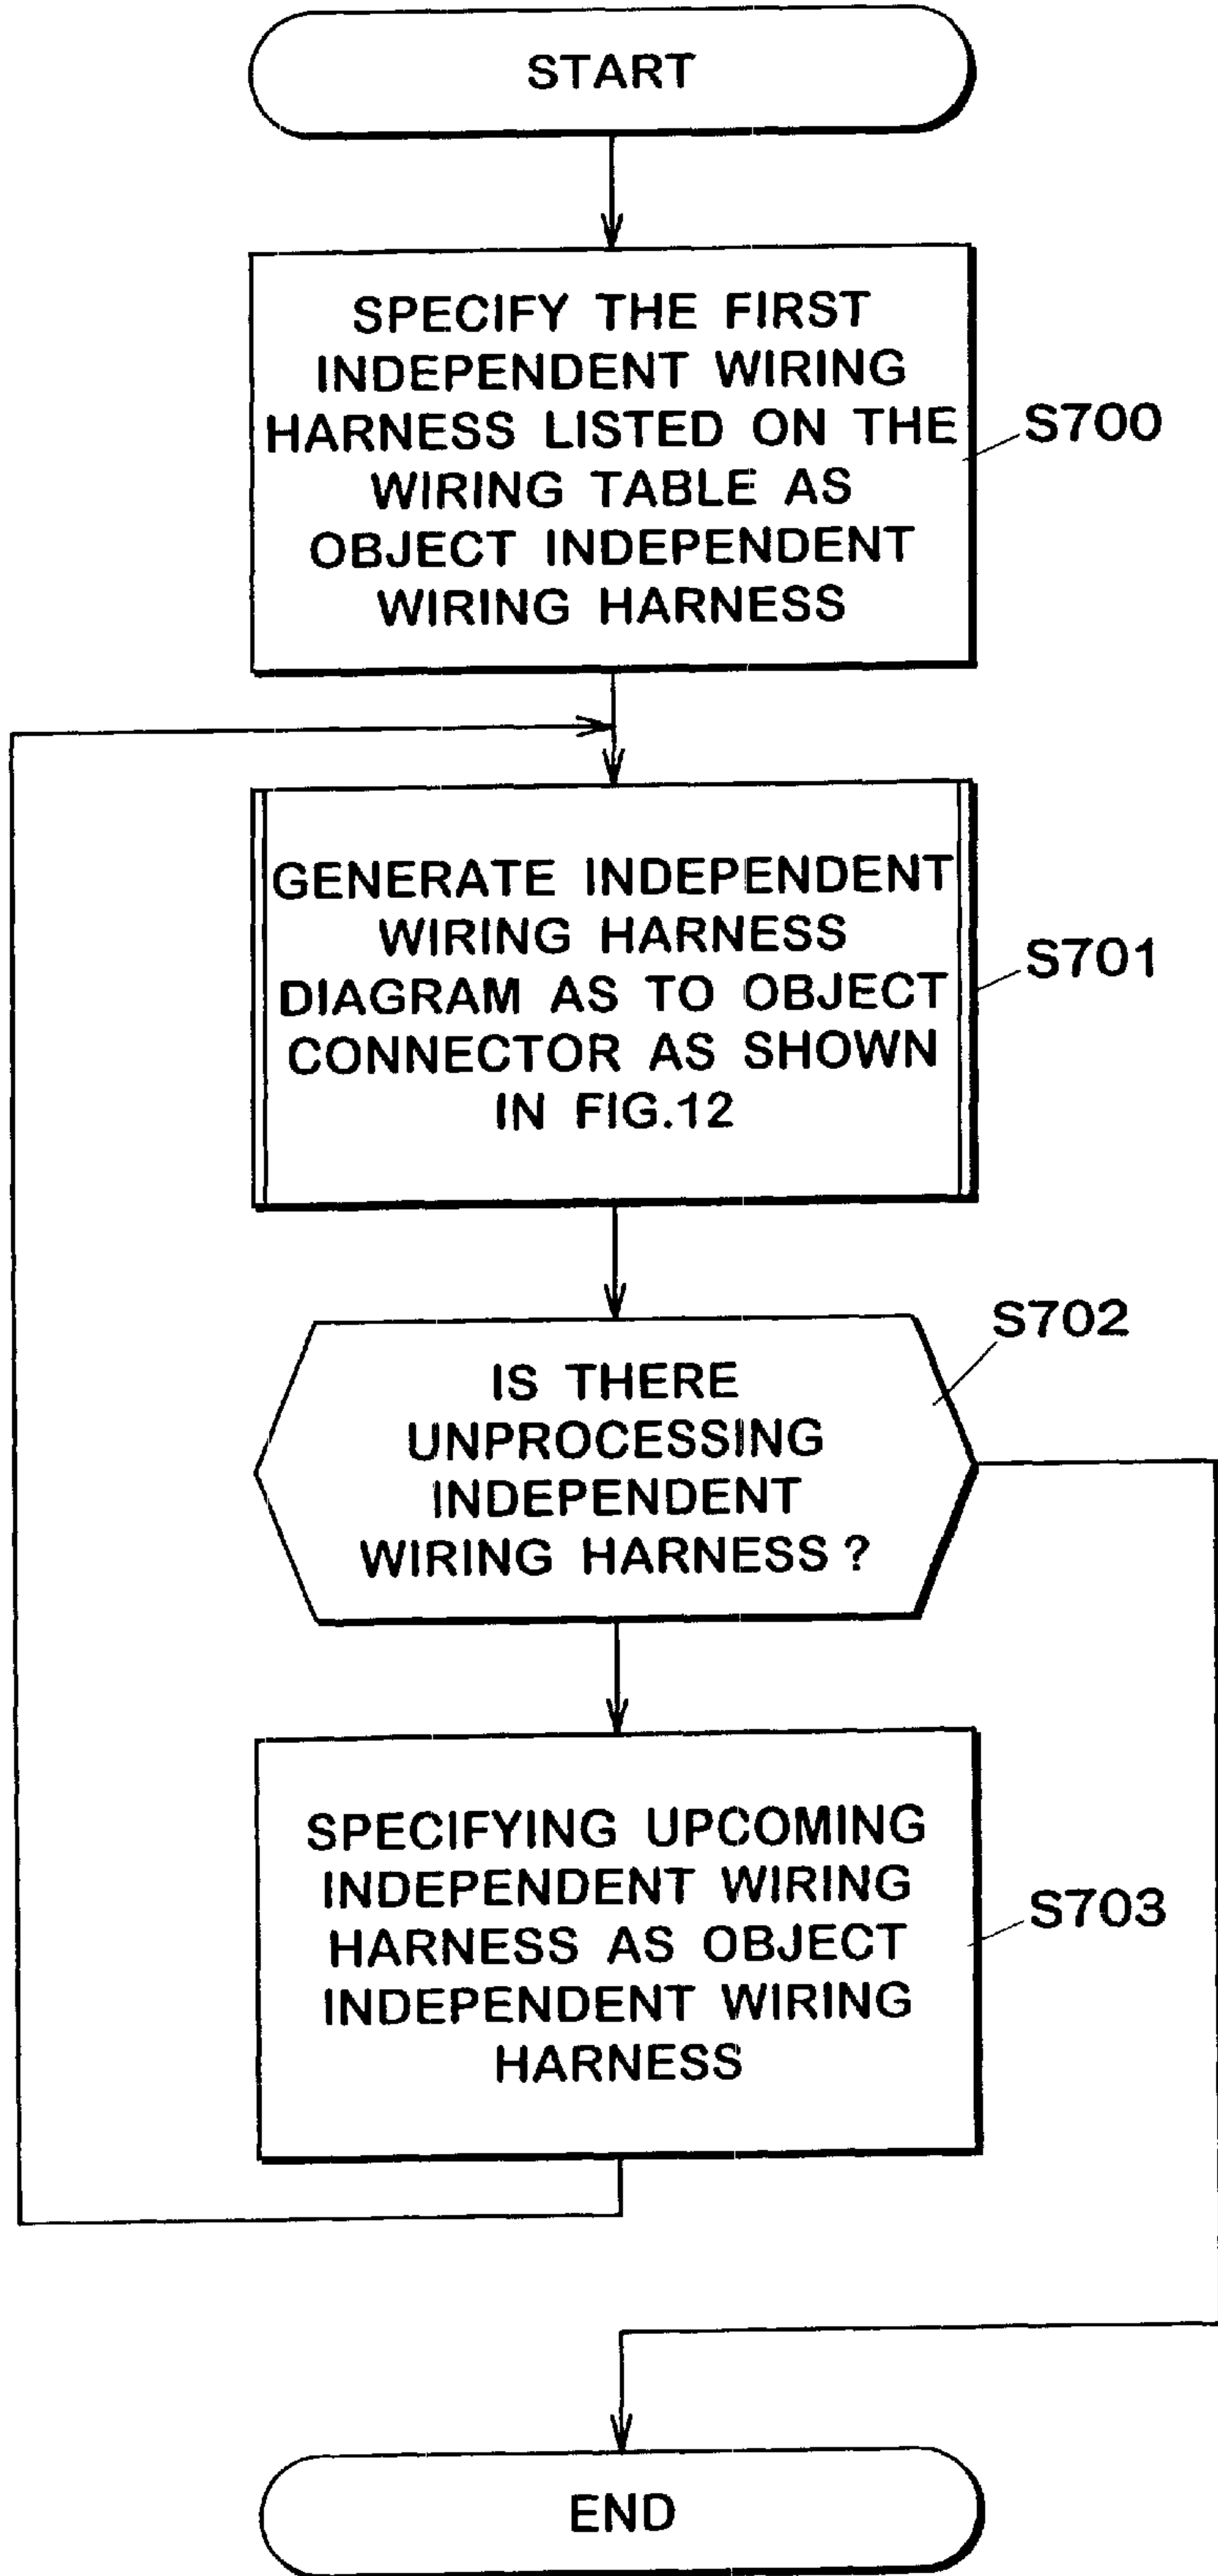 START
SPECIFY THE FIRST
INDEPENDENT WIRING
HARNESS LISTED ON THE
WIRING TABLE AS
OBJECT INDEPENDENT
WIRING HARNESS
S700
GENERATE INDEPENDENT
WIRING HARNESS
DIAGRAM AS TO OBJECT
CONNECTOR AS SHOWN
IN FIG.12
S701
S702
IS THERE
UNPROCESSING
INDEPENDENT
WIRING HARNESS ?
SPECIFYING UPCOMING
INDEPENDENT WIRING
HARNESS AS OBJECT
INDEPENDENT WIRING
HARNESS
S703
END